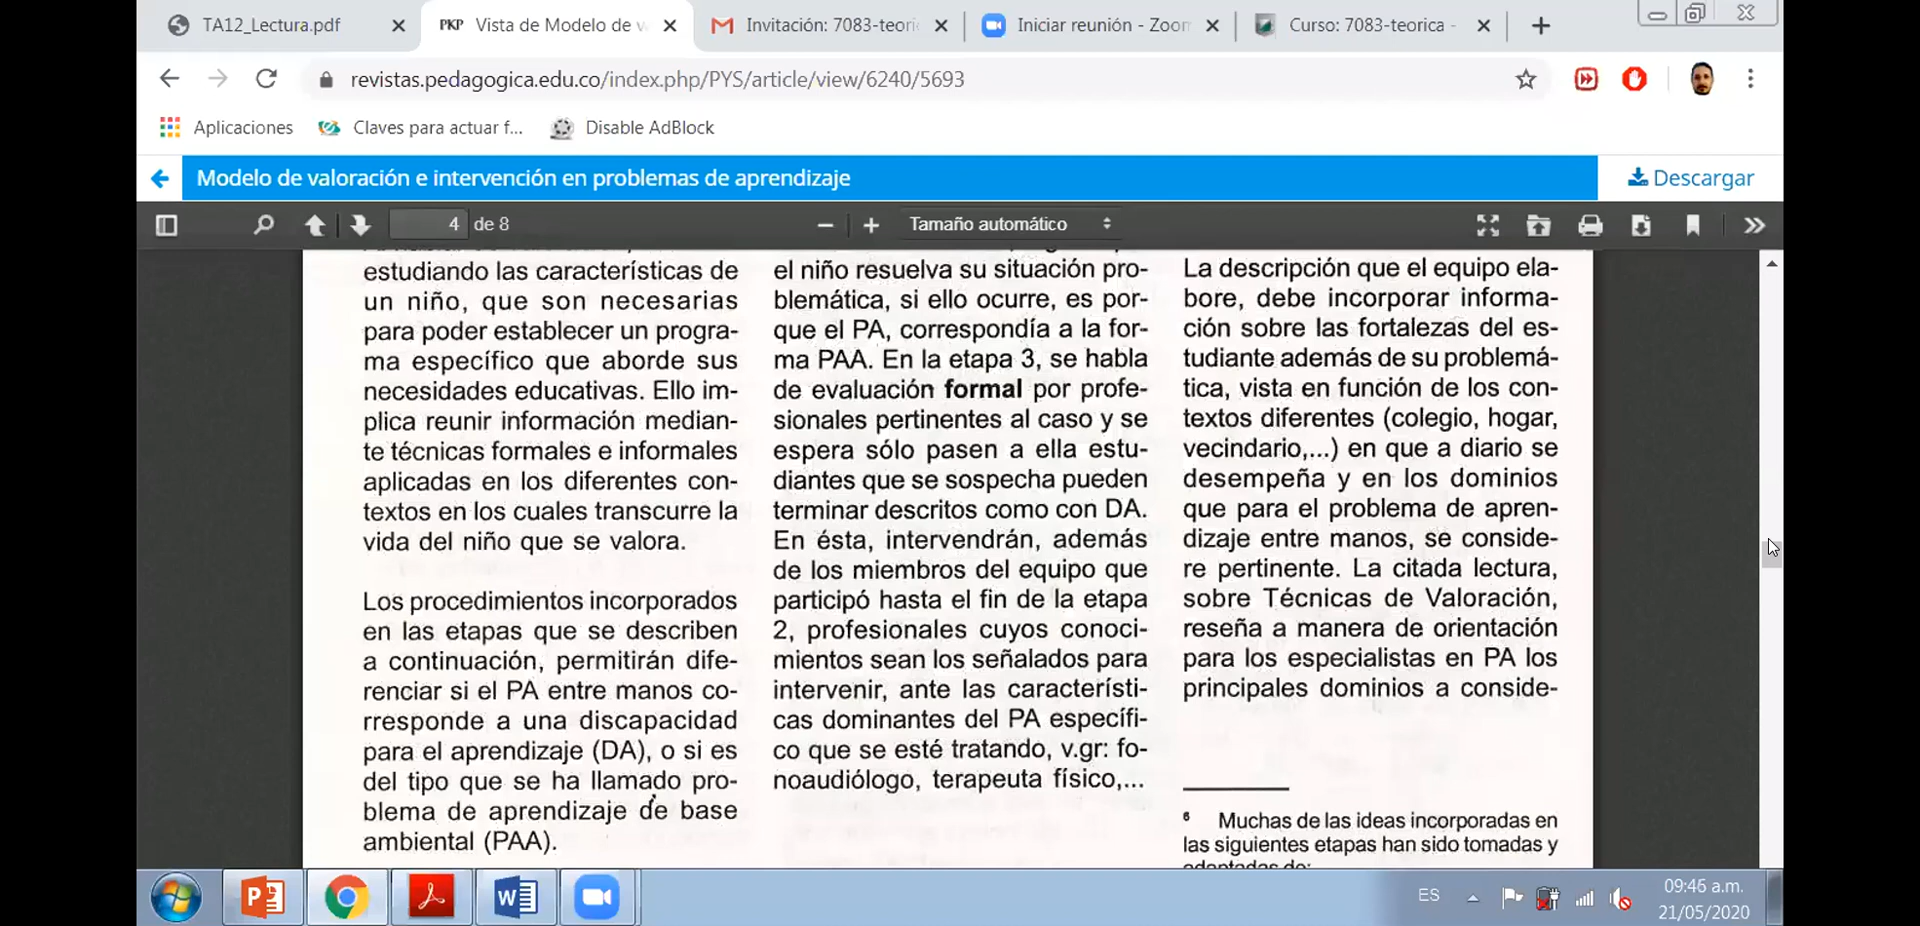 TA12_Lectura.pdf
PKP Vista de Modelo de v
Invitación: 7083-teorí
Iniciar reunión - Zoom
Curso: 7083-teorica -
revistas.pedagogica.edu.co/index.php/PYS/article/view/6240/5693
Aplicaciones
Claves para actuar f...
Disable AdBlock
Modelo de valoración e intervención en problemas de aprendizaje
Descargar
4 de 8
Tamaño automático
estudiando las características de
un niño, que son necesarias
para poder establecer un progra-
ma específico que aborde sus
necesidades educativas. Ello im-
plica reunir información median-
te técnicas formales e informales
aplicadas en los diferentes con-
textos en los cuales transcurre la
vida del niño que se valora.
Los procedimientos incorporados
en las etapas que se describen
a continuación, permitirán dife-
renciar si el PA entre manos co-
rresponde a una discapacidad
para el aprendizaje (DA), o si es
del tipo que se ha llamado pro-
blema de aprendizaje de base
ambiental (PAA).
el niño resuelva su situación pro-
blemática, si ello ocurre, es por-
que el PA, correspondía a la for-
ma PAA. En la etapa 3, se habla
de evaluación formal por profe-
sionales pertinentes al caso y se
espera sólo pasen a ella estu-
diantes que se sospecha pueden
terminar descritos como con DA.
En ésta, intervendrán, además
de los miembros del equipo que
participó hasta el fin de la etapa
2, profesionales cuyos conoci-
mientos sean los señalados para
intervenir, ante las característi-
cas dominantes del PA específi-
co que se esté tratando, v.gr: fo-
noaudiólogo, terapeuta físico,...
La descripción que el equipo ela-
bore, debe incorporar informa-
ción sobre las fortalezas del es-
tudiante además de su problemá-
tica, vista en función de los con-
textos diferentes (colegio, hogar,
vecindario,...) en que a diario se
desempeña y en los dominios
que para el problema de apren-
dizaje entre manos, se conside-
re pertinente. La citada lectura,
sobre Técnicas de Valoración,
reseña a manera de orientación
para los especialistas en PA los
principales dominios a conside-
6 Muchas de las ideas incorporadas en
las siguientes etapas han sido tomadas y
adaptadas de:
ES
09:46 a.m.
21/05/2020